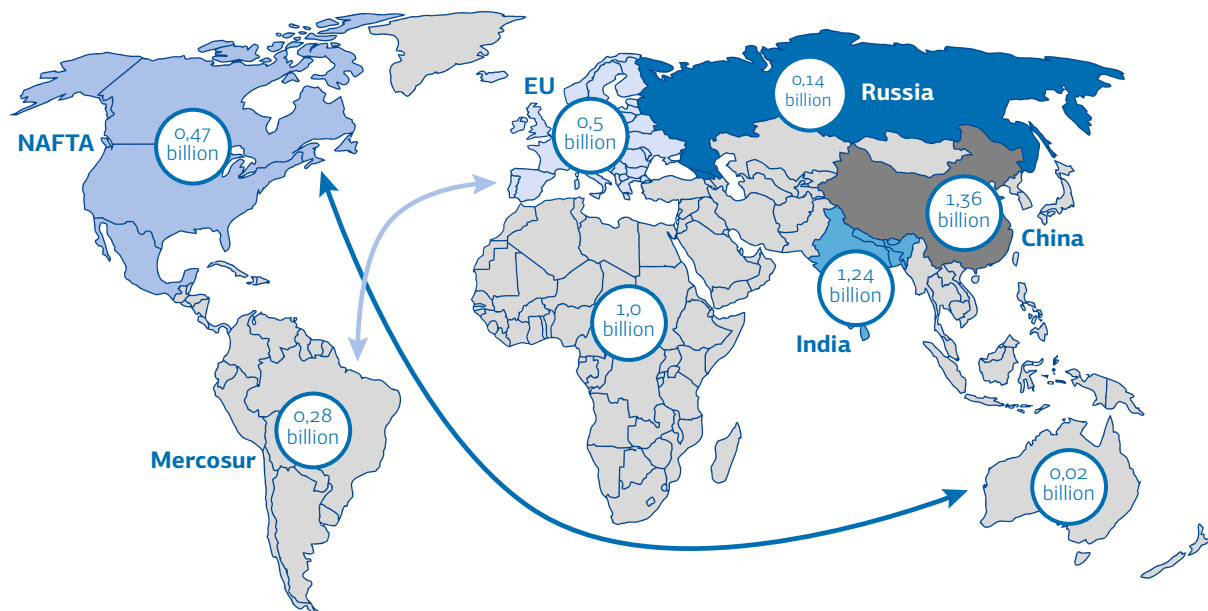 NAFTA
0,47
billion
EU
0,5
billion
0,14
billion
Russia
1,36
billion
China
1,24
billion
India
1,0
billion
0,28
billion
Mercosur
0,02
billion